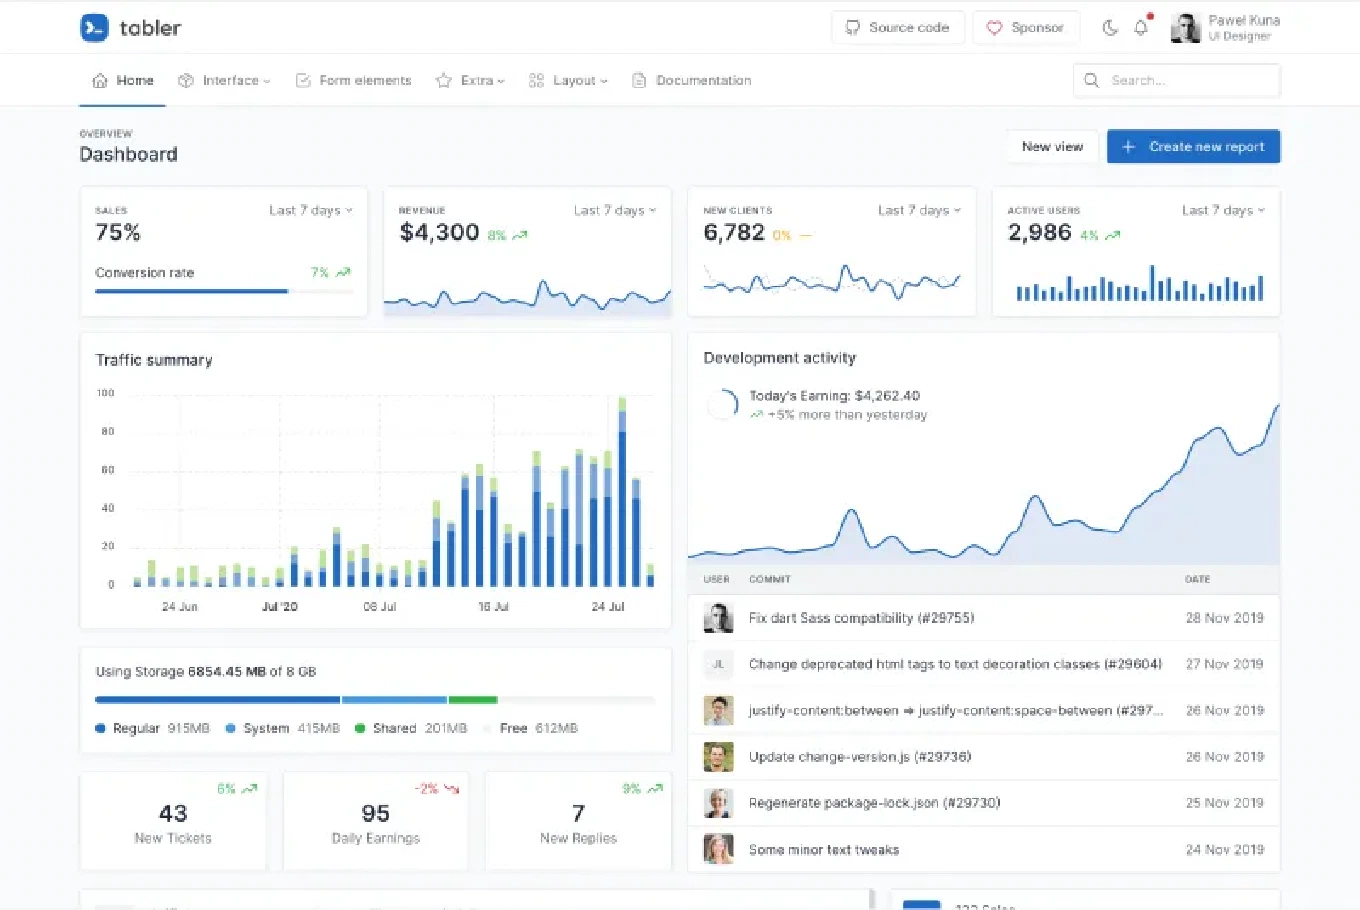 tabler
Source code
Sponsor
Paweł Kuna
UI Designer
Home
Interface
Form elements
Extra
Layout
Documentation
Search...
OVERVIEW
Dashboard
New view
Create new report
SALES
Last 7 days
75%
Conversion rate
7%
REVENUE
Last 7 days
$4,300 8%
NEW CLIENTS
Last 7 days
6,782 0%
ACTIVE USERS
Last 7 days
2,986 4%
Traffic summary
100
80
60
40
20
0
24 Jun
Jul '20
08 Jul
16 Jul
24 Jul
Development activity
Today's Earning: $4,262.40
+5% more than yesterday
USER COMMIT DATE
Fix dart Sass compatibility (#29755) 28 Nov 2019
JL Change deprecated html tags to text decoration classes (#29604) 27 Nov 2019
justify-content:between ⇒ justify-content:space-between (#297... 26 Nov 2019
Update change-version.js (#29736) 26 Nov 2019
Regenerate package-lock.json (#29730) 25 Nov 2019
Some minor text tweaks 24 Nov 2019
Using Storage 6854.45 MB of 8 GB
Regular 915MB System 415MB Shared 201MB Free 612MB
6%
43
New Tickets
-2%
95
Daily Earnings
9%
7
New Replies